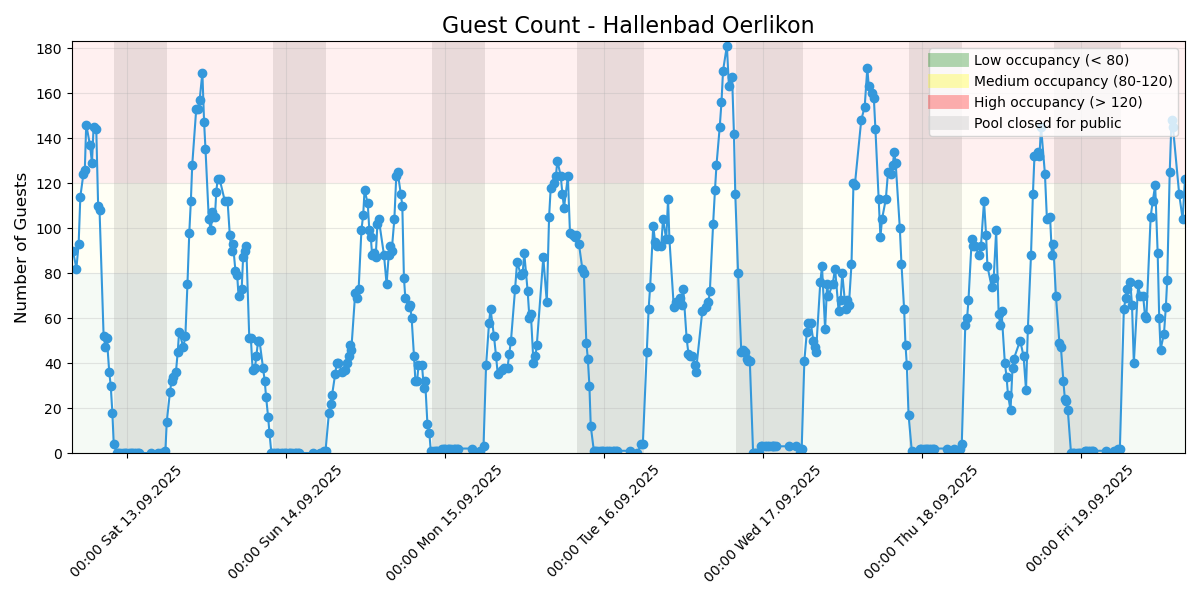 Guest Count - Hallenbad Oerlikon
Number of Guests
180
160
140
120
100
80
60
40
20
0
Low occupancy (< 80)
Medium occupancy (80-120)
High occupancy (> 120)
Pool closed for public
00:00 Sat 13.09.2025
00:00 Sun 14.09.2025
00:00 Mon 15.09.2025
00:00 Tue 16.09.2025
00:00 Wed 17.09.2025
00:00 Thu 18.09.2025
00:00 Fri 19.09.2025